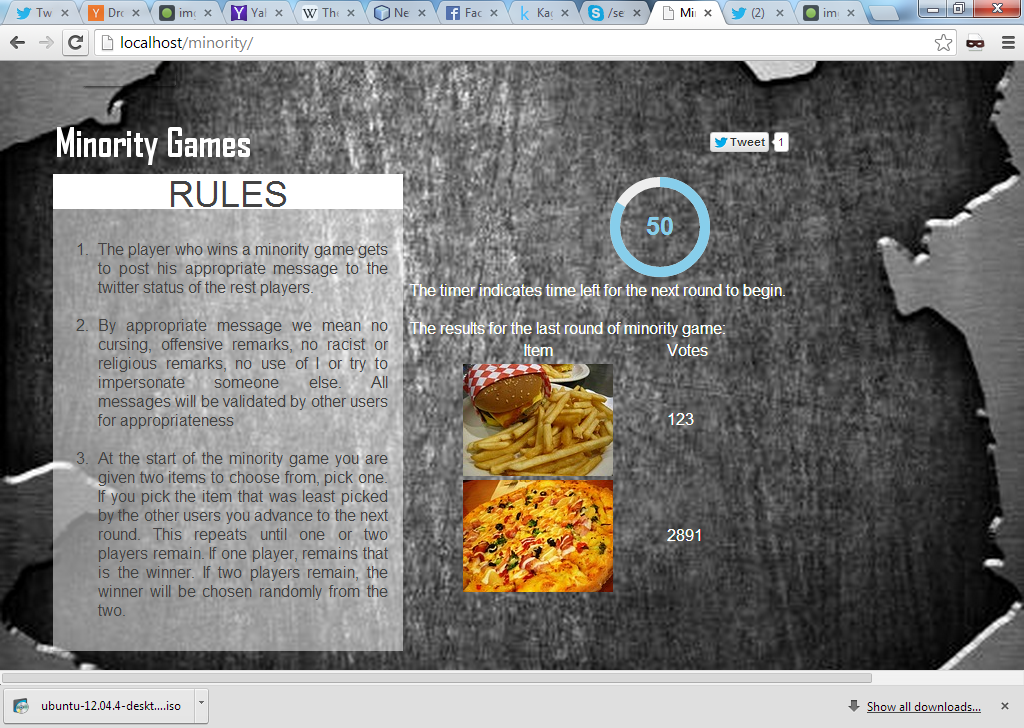 Tw
Dro
im
Yal
Th
Ne
Fac
Kag
/se
Mi
(2)
im
localhost/minority/
Minority Games
Tweet 1
RULES
50
1. The player who wins a minority game gets
to post his appropriate message to the
twitter status of the rest players.
The timer indicates time left for the next round to begin.
2. By appropriate message we mean no
cursing, offensive remarks, no racist or
religious remarks, no use of I or try to
impersonate someone else. All
messages will be validated by other users
for appropriateness
3. At the start of the minority game you are
given two items to choose from, pick one.
If you pick the item that was least picked
by the other users you advance to the next
round. This repeats until one or two
players remain. If one player, remains that
is the winner. If two players remain, the
winner will be chosen randomly from the
two.
The results for the last round of minority game:
Item Votes
123
2891
ubuntu-12.04.4-deskt....iso
Show all downloads...